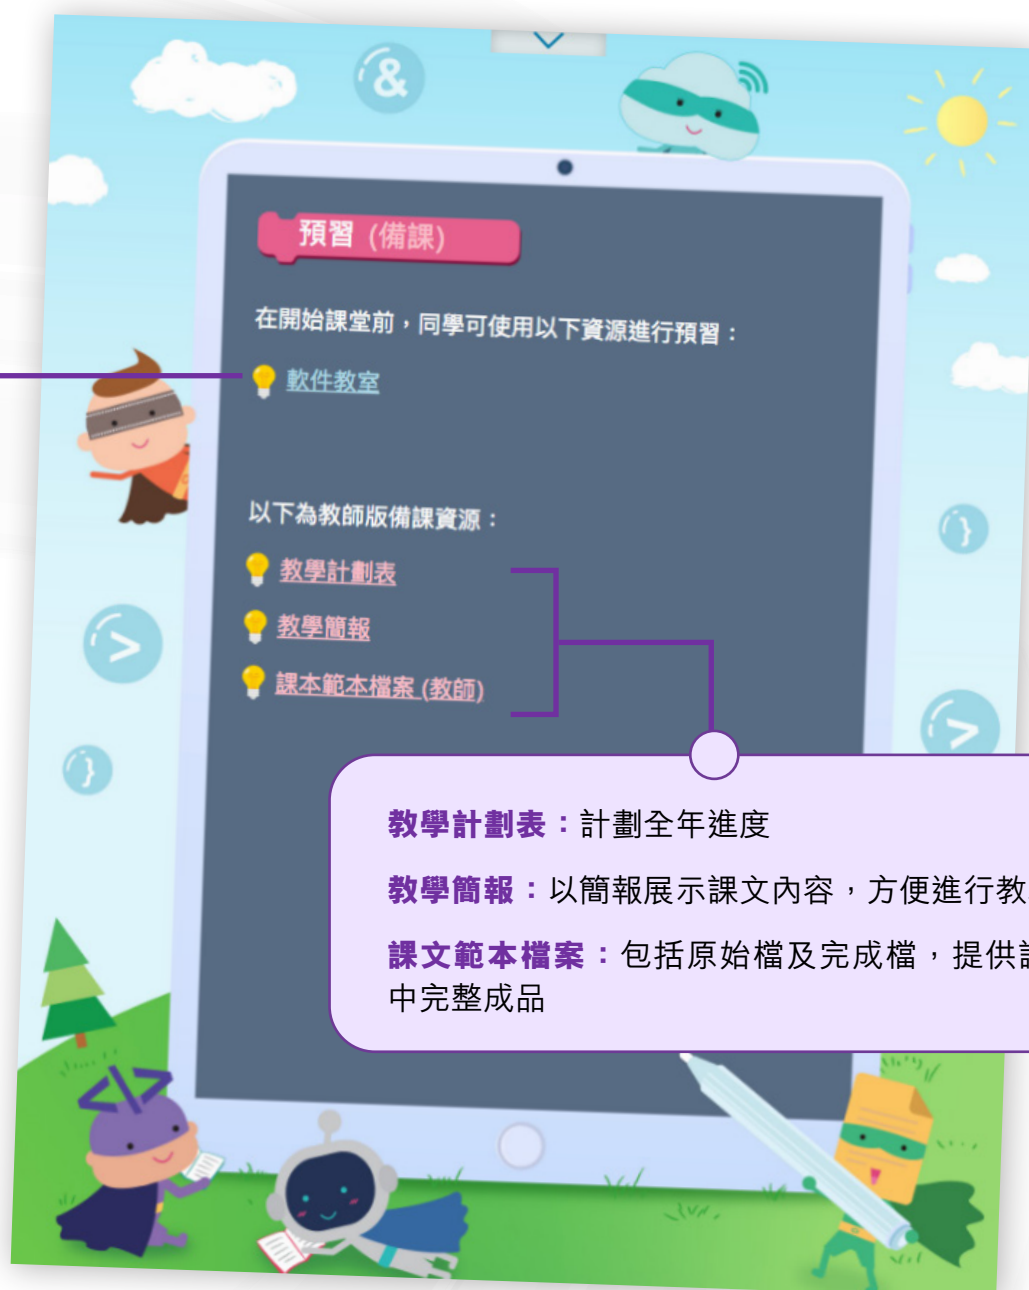 &
預習 (備課)
在開始課堂前，同學可使用以下資源進行預習：
軟件教室
以下為教師版備課資源：
教學計劃表
教學簡報
課本範本檔案 (教師)
>
}
}
>
教學計劃表：計劃全年進度
教學簡報：以簡報展示課文內容，方便進行教
課文範本檔案：包括原始檔及完成檔，提供
中完整成品
</>